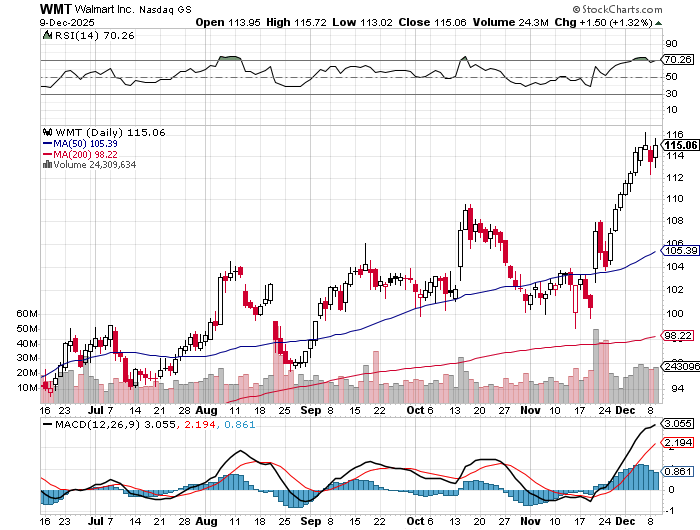 WMT Walmart Inc. Nasdaq GS
© StockCharts.com
9-Dec-2025 Open 113.95 High 115.72 Low 113.02 Close 115.06 Volume 24.3M Chg +1.50 (+1.32%)
RSI(14) 70.26
90
70.26
50
30
10
WMT (Daily) 115.06
MA(50) 105.39
MA(200) 98.22
Volume 24,309,634
116
115.06
114
110
108
106
105.39
104
102
100
98.22
94
243096
60M
50M
40M
30M
20M
10M
16 23 Jul 7 14 21 28 Aug 11 18 25 Sep 8 15 22 Oct 6 13 20 27 Nov 10 17 24 Dec 8
MACD(12,26,9) 3.055, 2.194, 0.861
3.055
2.194
0.861
2
1
0
0
-1
16 23 Jul 7 14 21 28 Aug 11 18 25 Sep 8 15 22 Oct 6 13 20 27 Nov 10 17 24 Dec 8